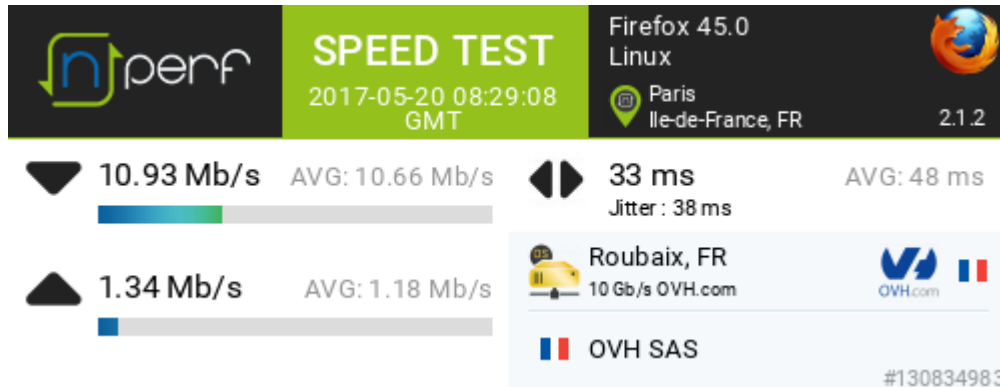 nperf
SPEED TEST
2017-05-20 08:29:08
GMT
Firefox 45.0
Linux
Paris
Ile-de-France, FR
2.1.2
10.93 Mb/s AVG: 10.66 Mb/s
33 ms AVG: 48 ms
Jitter : 38 ms
1.34 Mb/s AVG: 1.18 Mb/s
Roubaix, FR
10 Gb/s OVH.com
OVH.com
OVH SAS
#130834983